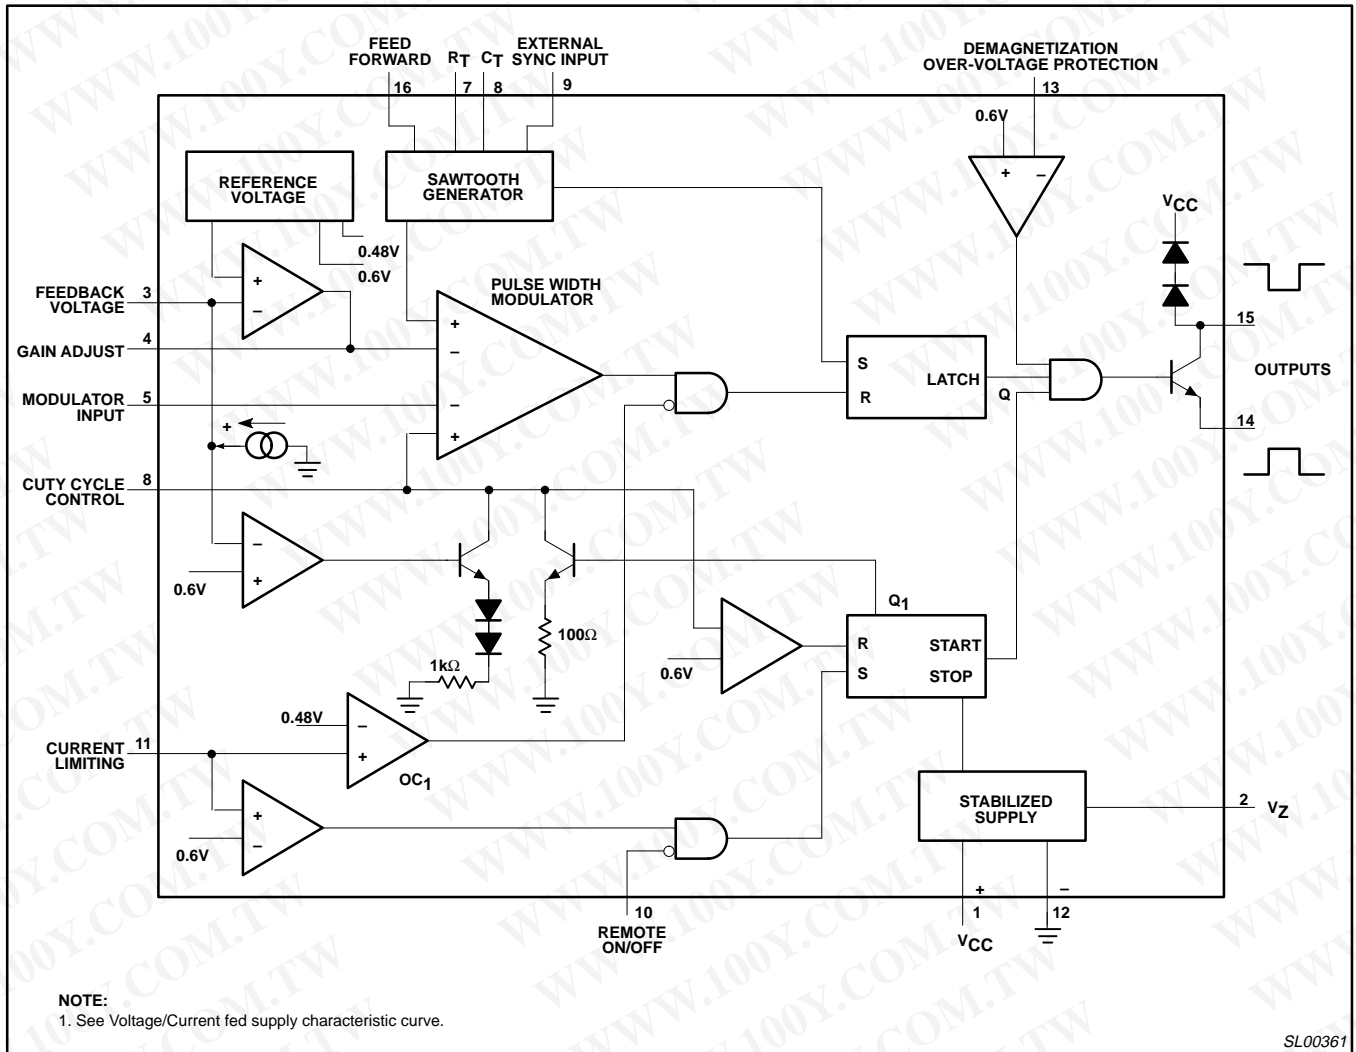 FEED
FORWARD
RT
CT
EXTERNAL
SYNC INPUT
16
7
8
9
DEMAGNETIZATION
OVER-VOLTAGE PROTECTION
13
0.6V
+ −
REFERENCE
VOLTAGE
SAWTOOTH
GENERATOR
VCC
0.48V
0.6V
FEEDBACK
VOLTAGE
3
+
−
PULSE WIDTH
MODULATOR
GAIN ADJUST
4
+
−
−
+
MODULATOR
INPUT
5
S
R
LATCH
Q
15
OUTPUTS
14
+
CUTY CYCLE
CONTROL
8
−
+
0.6V
100Ω
1kΩ
Q1
0.6V
R
S
START
STOP
0.48V
−
+
OC1
CURRENT
LIMITING
11
+
−
0.6V
STABILIZED
SUPPLY
2
VZ
10
REMOTE
ON/OFF
+
−
1
12
VCC
NOTE:
1. See Voltage/Current fed supply characteristic curve.
SL00361
WWW.100Y.COM.TW